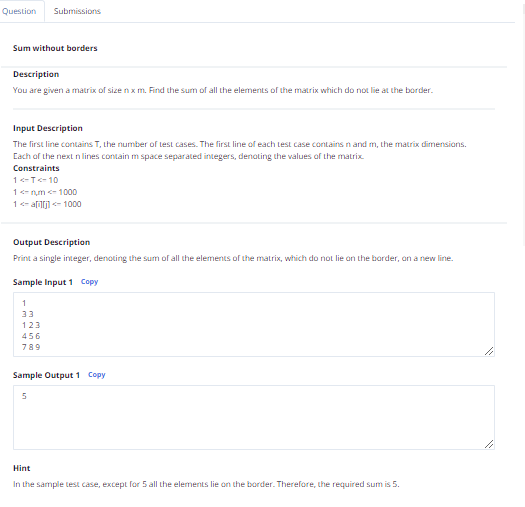 Question Submissions
Sum without borders
Description
You are given a matrix of size n x m. Find the sum of all the elements of the matrix which do not lie at the border.
Input Description
The first line contains T, the number of test cases. The first line of each test case contains n and m, the matrix dimensions.
Each of the next n lines contain m space separated integers, denoting the values of the matrix.
Constraints
1 <= T <= 10
1 <= n,m <= 1000
1 <= a[i][j] <= 1000
Output Description
Print a single integer, denoting the sum of all the elements of the matrix, which do not lie on the border, on a new line.
Sample Input 1 Copy
1
3 3
1 2 3
4 5 6
7 8 9
Sample Output 1 Copy
5
Hint
In the sample test case, except for 5 all the elements lie on the border. Therefore, the required sum is 5.